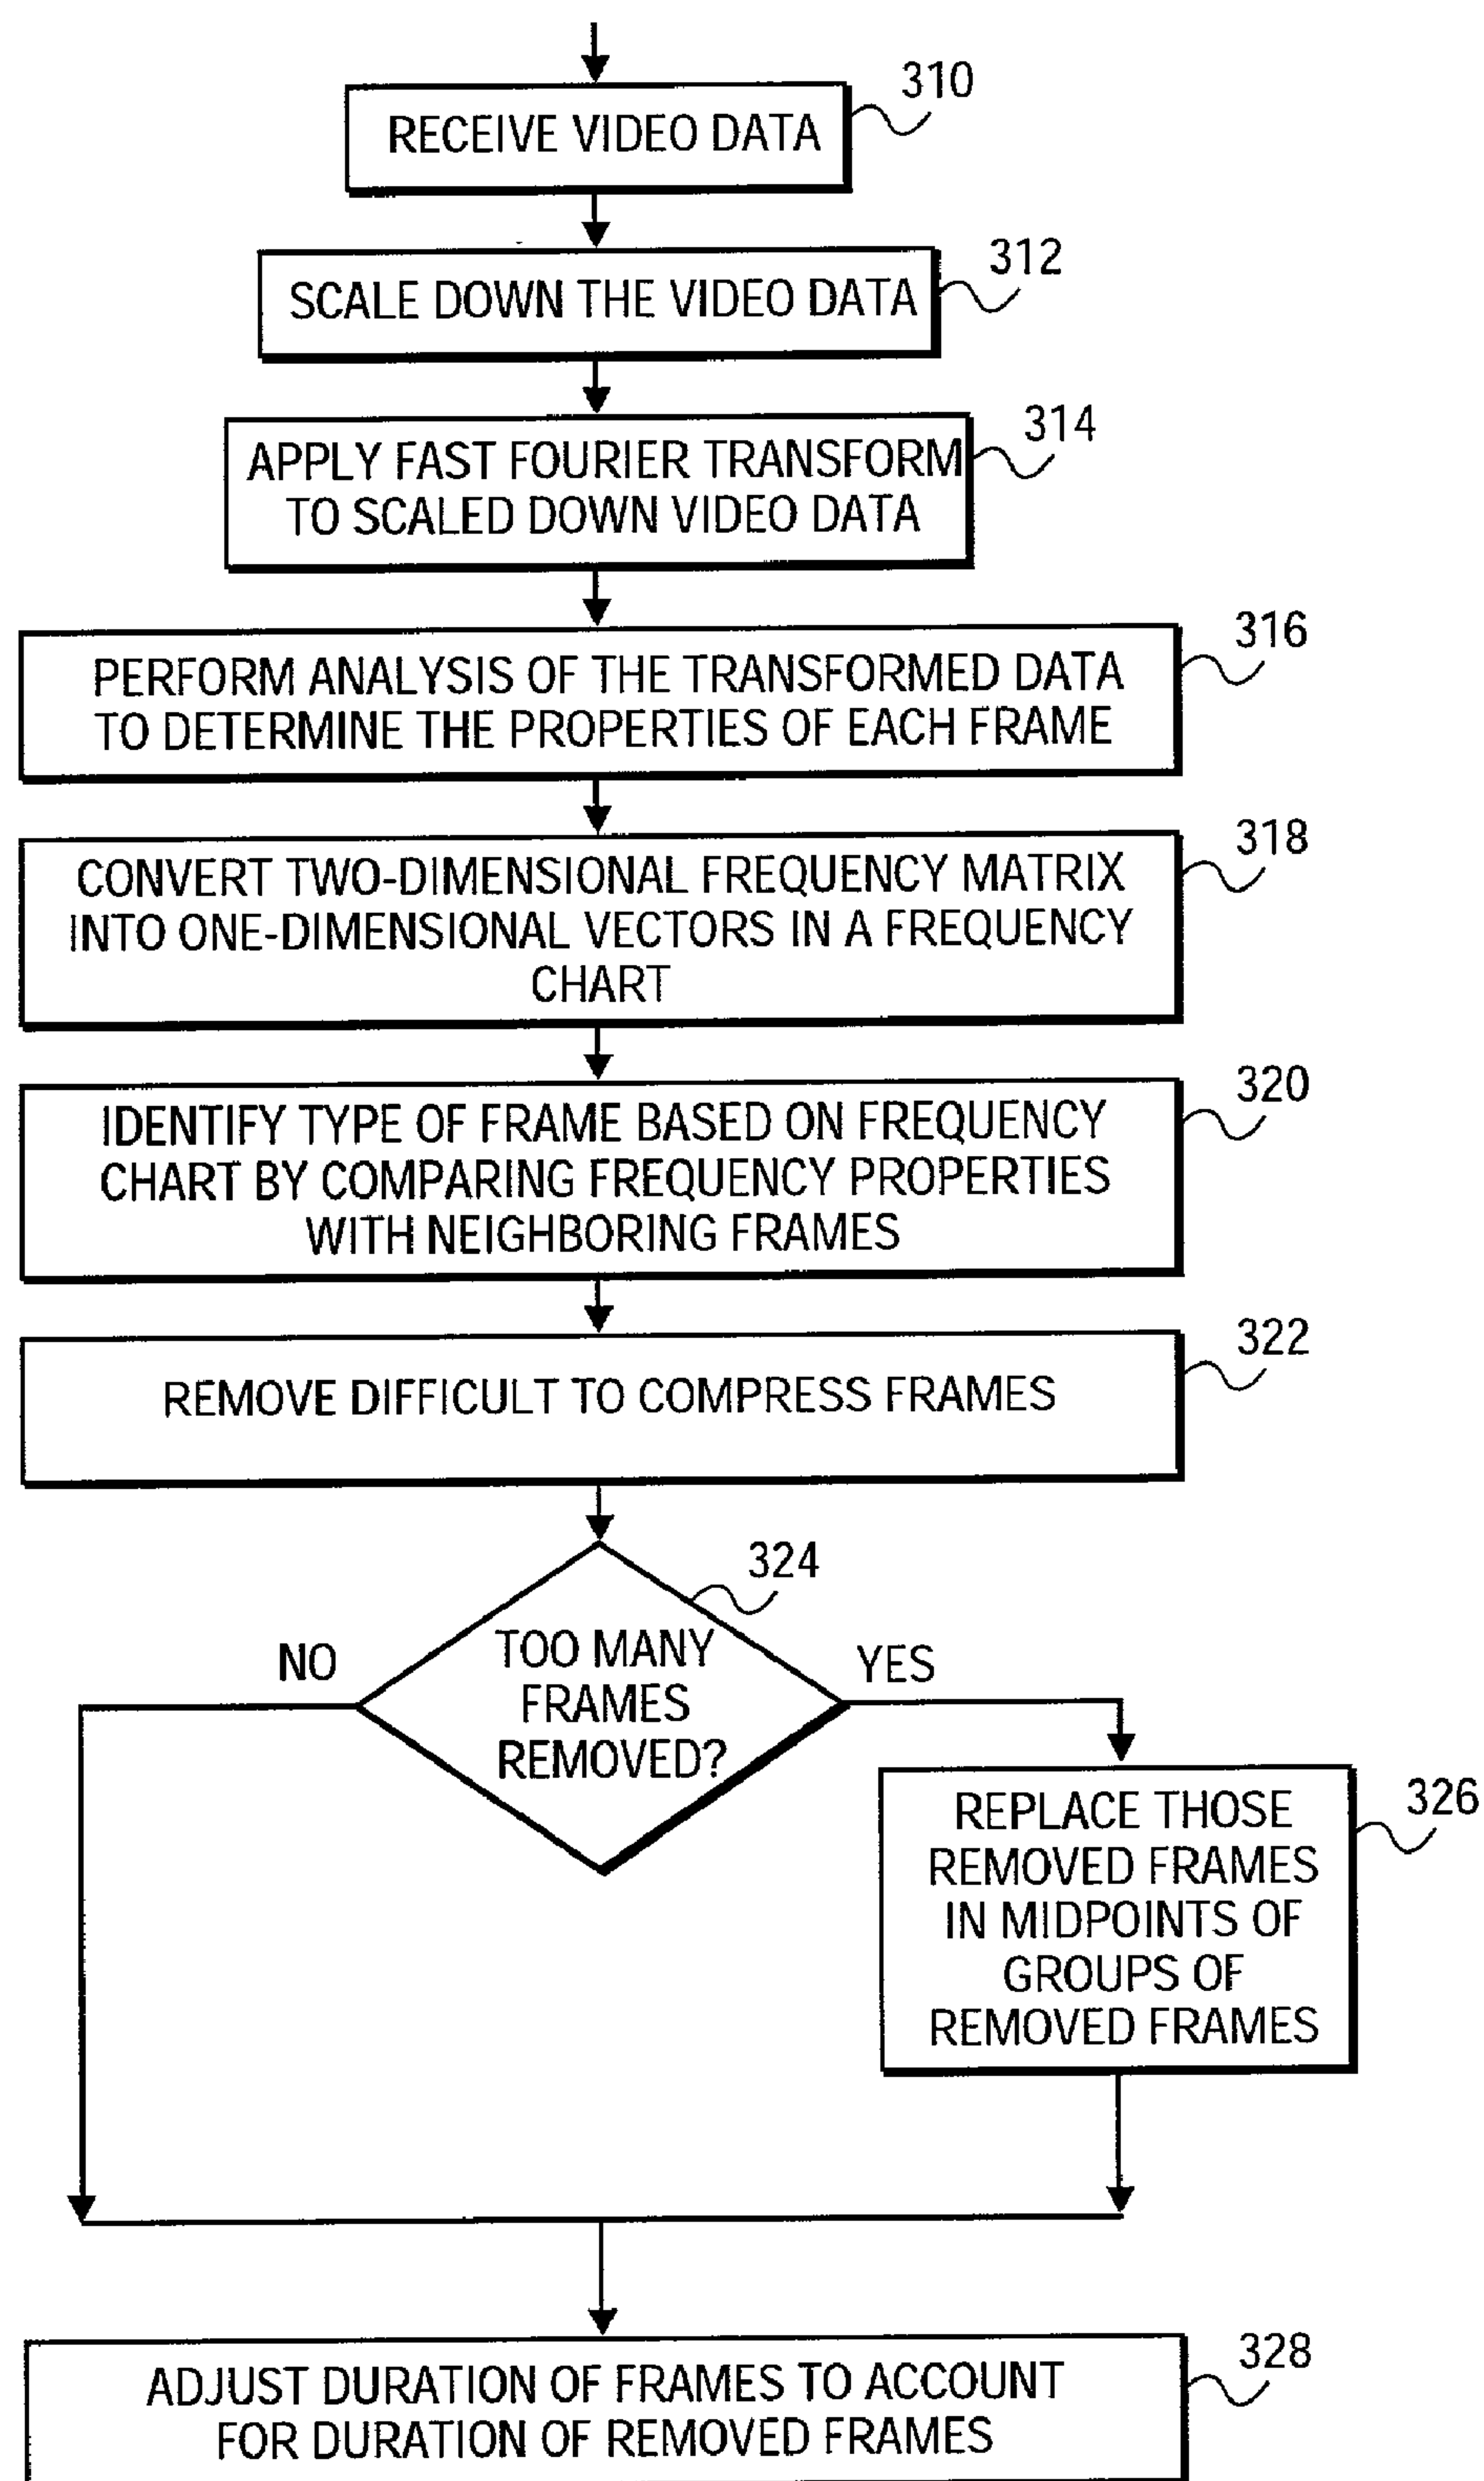 310
RECEIVE VIDEO DATA
312
SCALE DOWN THE VIDEO DATA
314
APPLY FAST FOURIER TRANSFORM
TO SCALED DOWN VIDEO DATA
316
PERFORM ANALYSIS OF THE TRANSFORMED DATA
TO DETERMINE THE PROPERTIES OF EACH FRAME
318
CONVERT TWO-DIMENSIONAL FREQUENCY MATRIX
INTO ONE-DIMENSIONAL VECTORS IN A FREQUENCY
CHART
320
IDENTIFY TYPE OF FRAME BASED ON FREQUENCY
CHART BY COMPARING FREQUENCY PROPERTIES
WITH NEIGHBORING FRAMES
322
REMOVE DIFFICULT TO COMPRESS FRAMES
324
TOO MANY
FRAMES
REMOVED?
NO
YES
326
REPLACE THOSE
REMOVED FRAMES
IN MIDPOINTS OF
GROUPS OF
REMOVED FRAMES
328
ADJUST DURATION OF FRAMES TO ACCOUNT
FOR DURATION OF REMOVED FRAMES